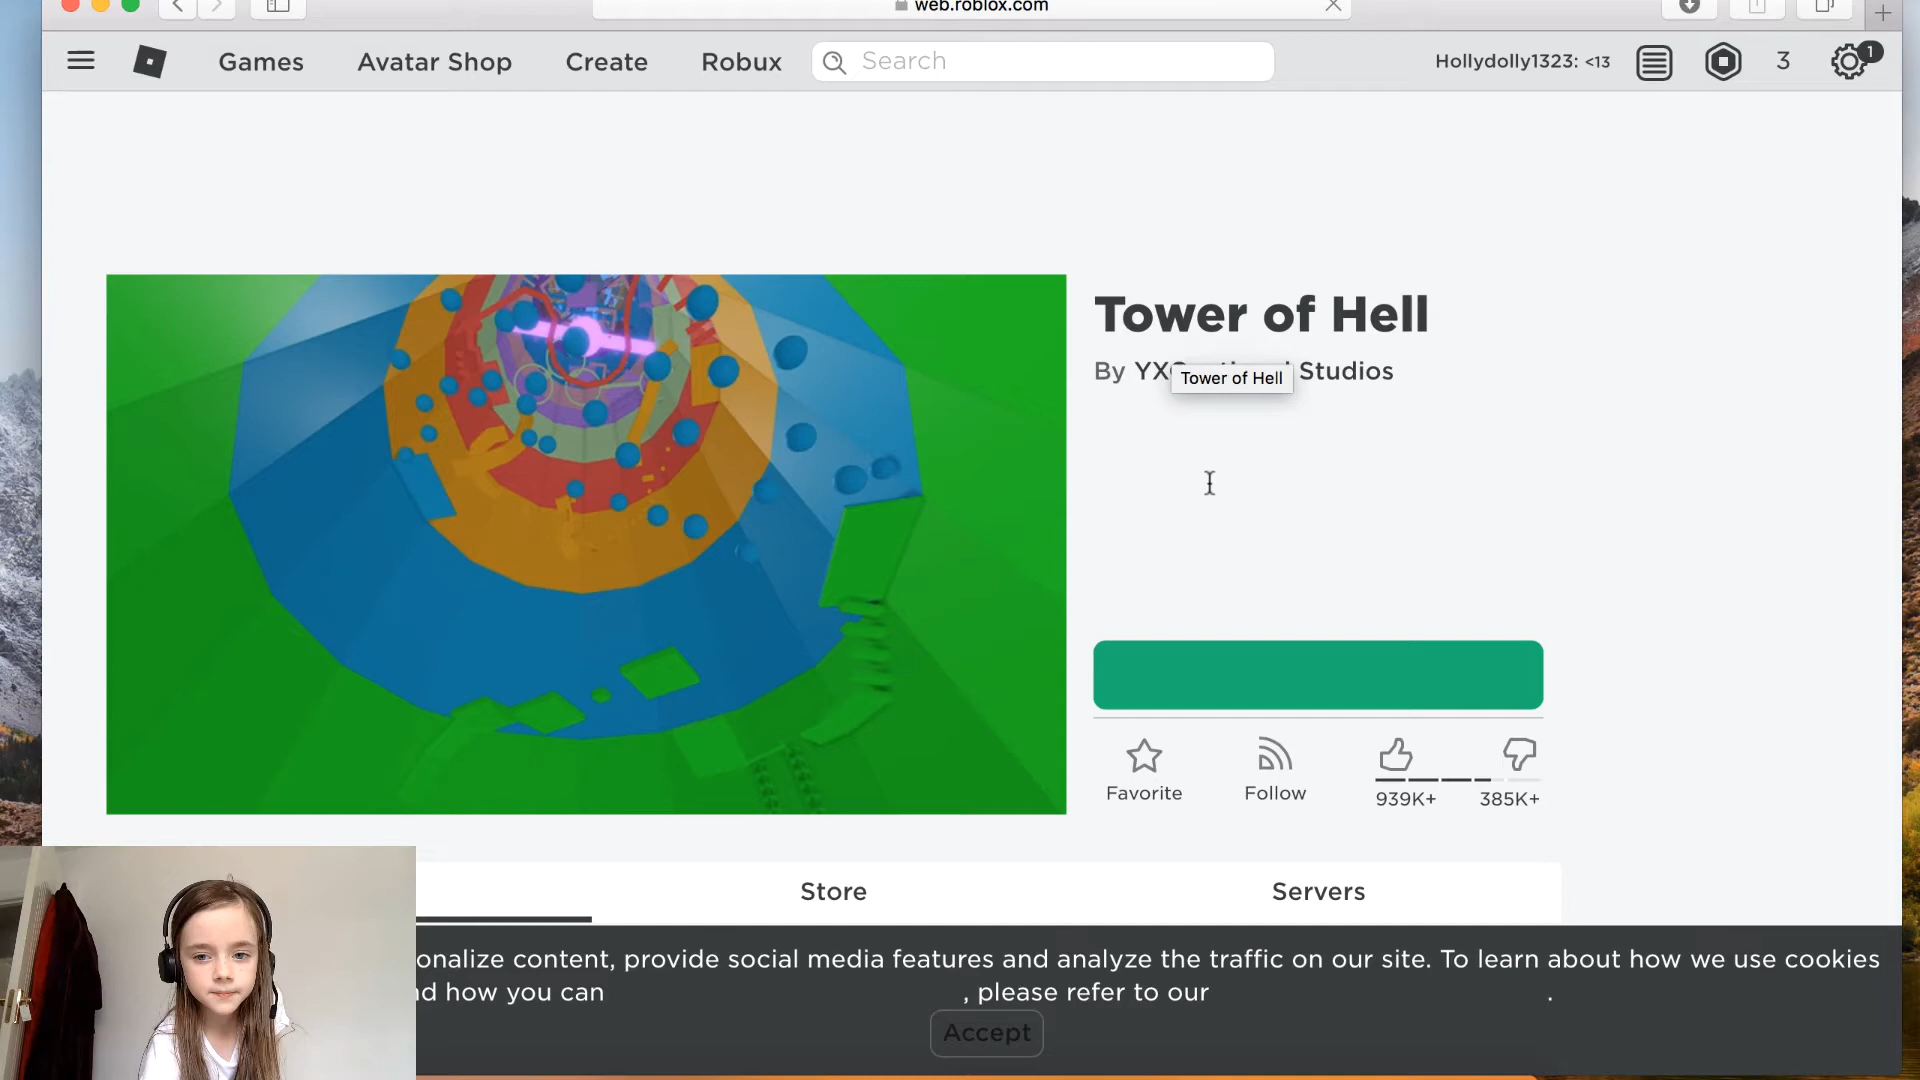 web.roblox.com
Games Avatar Shop Create Robux Search Hollydolly1323: <13 3 1
Tower of Hell
By Studios
Tower of Hell
Favorite Follow 939K+ 385K+
Store Servers
onalize content, provide social media features and analyze the traffic on our site. To learn about how we use cookies
d how you can , please refer to our .
Accept